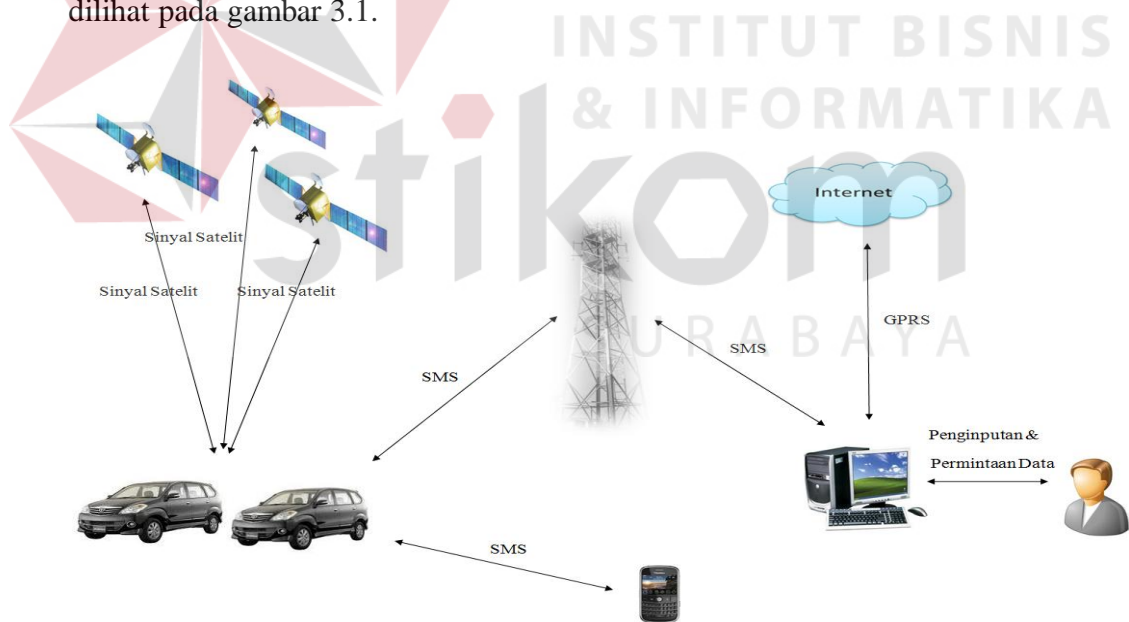 dilihat pada gambar 3.1.
INSTITUT BISNIS
& INFORMATIKA
stikom
SURABAYA
Internet
Sinyal Satelit
Sinyal Satelit
Sinyal Satelit
GPRS
SMS
SMS
Penginputan &
Permintaan Data
SMS